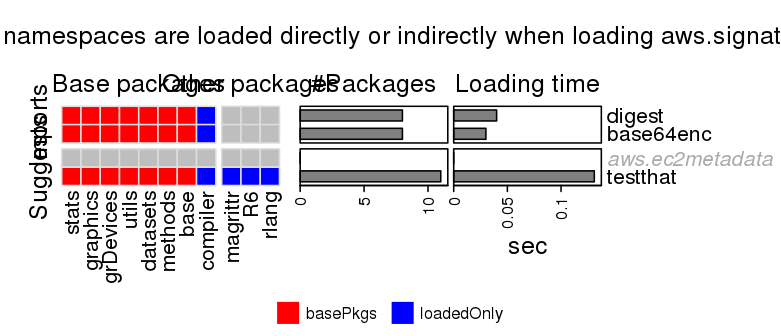 namespaces are loaded directly or indirectly when loading aws.signat
Base packages
Other packages
#Packages
Loading time
Imports
Suggests
digest
base64enc
aws.ec2metadata
testthat
stats
graphics
grDevices
utils
datasets
methods
base
compiler
magrittr
R6
rlang
0
5
10
0
0.05
0.1
sec
basePkgs
loadedOnly